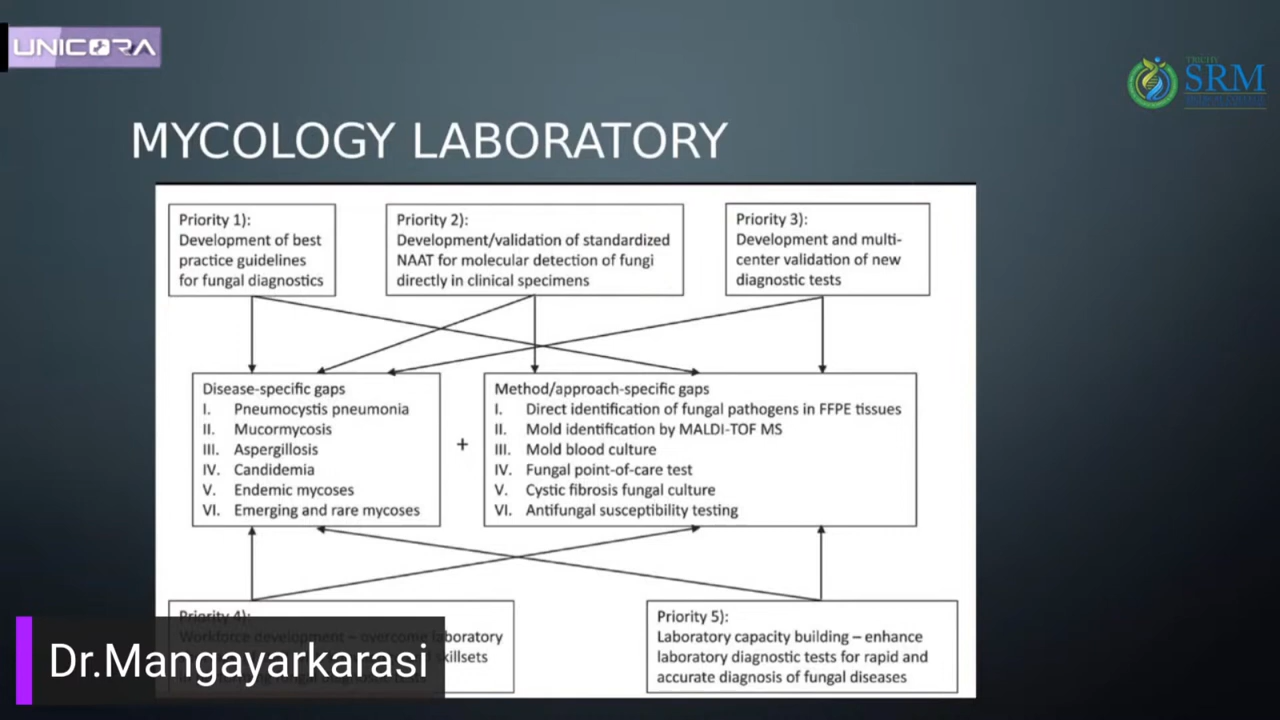 UNICORA
TRICHY
SRM
MYCOLOGY LABORATORY
Priority 1):
Development of best
practice guidelines
for fungal diagnostics
Priority 2):
Development/validation of standardized
NAAT for molecular detection of fungi
directly in clinical specimens
Priority 3):
Development and multi-
center validation of new
diagnostic tests
Disease-specific gaps
I. Pneumocystis pneumonia
II. Mucormycosis
III. Aspergillosis
IV. Candidemia
V. Endemic mycoses
VI. Emerging and rare mycoses
+
Method/approach-specific gaps
I. Direct identification of fungal pathogens in FFPE tissues
II. Mold identification by MALDI-TOF MS
III. Mold blood culture
IV. Fungal point-of-care test
V. Cystic fibrosis fungal culture
VI. Antifungal susceptibility testing
Priority 4):
Workforce development – overcome laboratory
skillsets
Priority 5):
Laboratory capacity building – enhance
laboratory diagnostic tests for rapid and
accurate diagnosis of fungal diseases
Dr.Mangayarkarasi